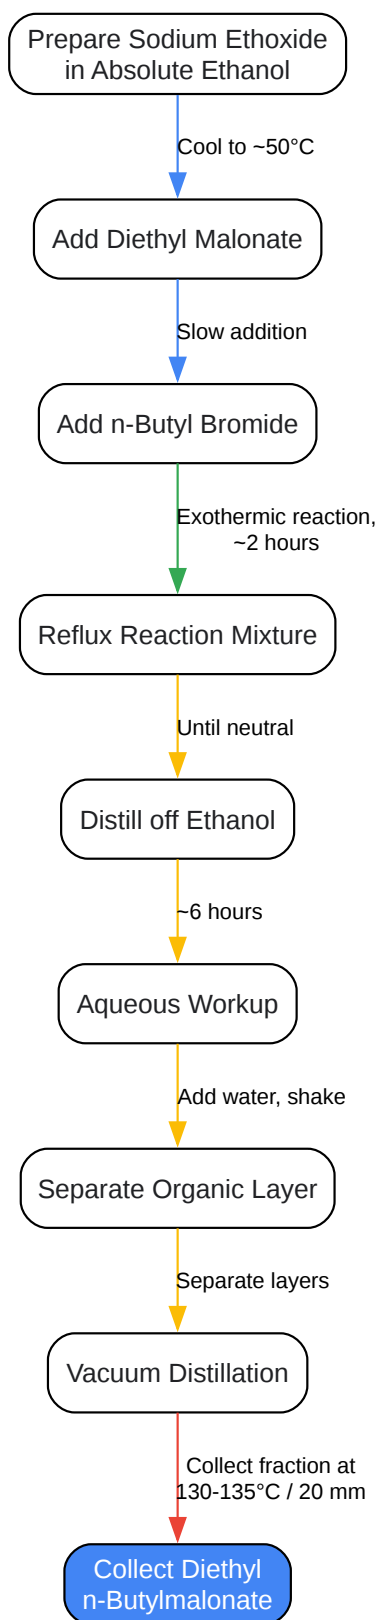 Prepare Sodium Ethoxide
in Absolute Ethanol
Cool to ~50°C
Add Diethyl Malonate
Slow addition
Add n-Butyl Bromide
Exothermic reaction,
~2 hours
Reflux Reaction Mixture
Until neutral
Distill off Ethanol
~6 hours
Aqueous Workup
Add water, shake
Separate Organic Layer
Separate layers
Vacuum Distillation
Collect fraction at
130-135°C / 20 mm
Collect Diethyl
n-Butylmalonate